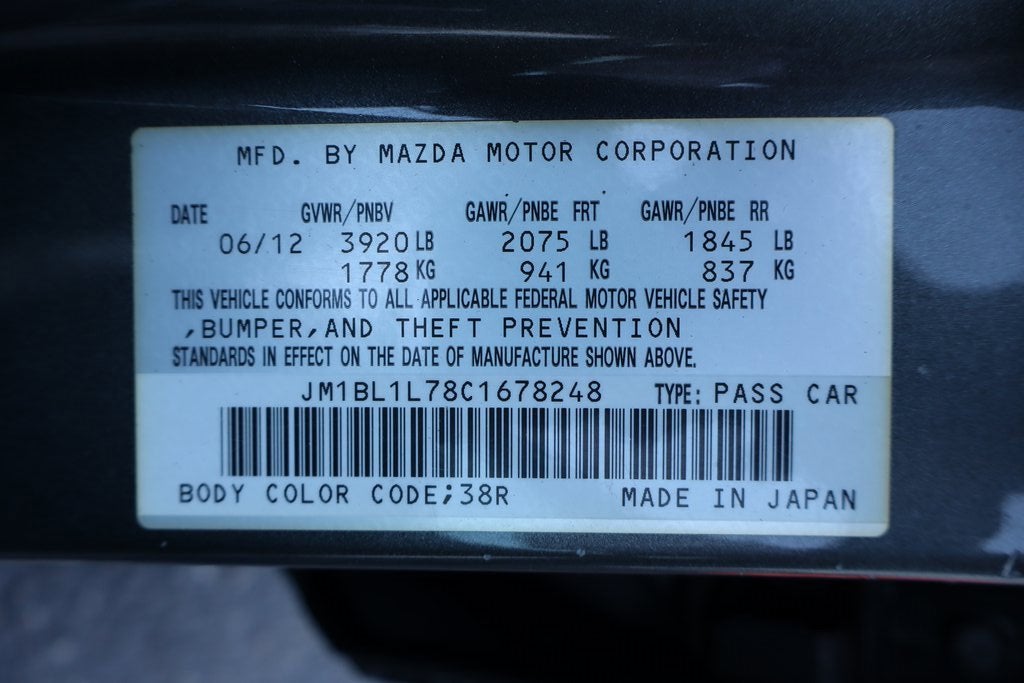 MFD. BY MAZDA MOTOR CORPORATION
DATE GVWR/PNBV GAWR/PNBE FRT GAWR/PNBE RR
06/12 3920 LB 2075 LB 1845 LB
1778 KG 941 KG 837 KG
THIS VEHICLE CONFORMS TO ALL APPLICABLE FEDERAL MOTOR VEHICLE SAFETY
,BUMPER,AND THEFT PREVENTION
STANDARDS IN EFFECT ON THE DATE OF MANUFACTURE SHOWN ABOVE.
JM1BL1L78C1678248 TYPE: PASS CAR
BODY COLOR CODE;38R MADE IN JAPAN